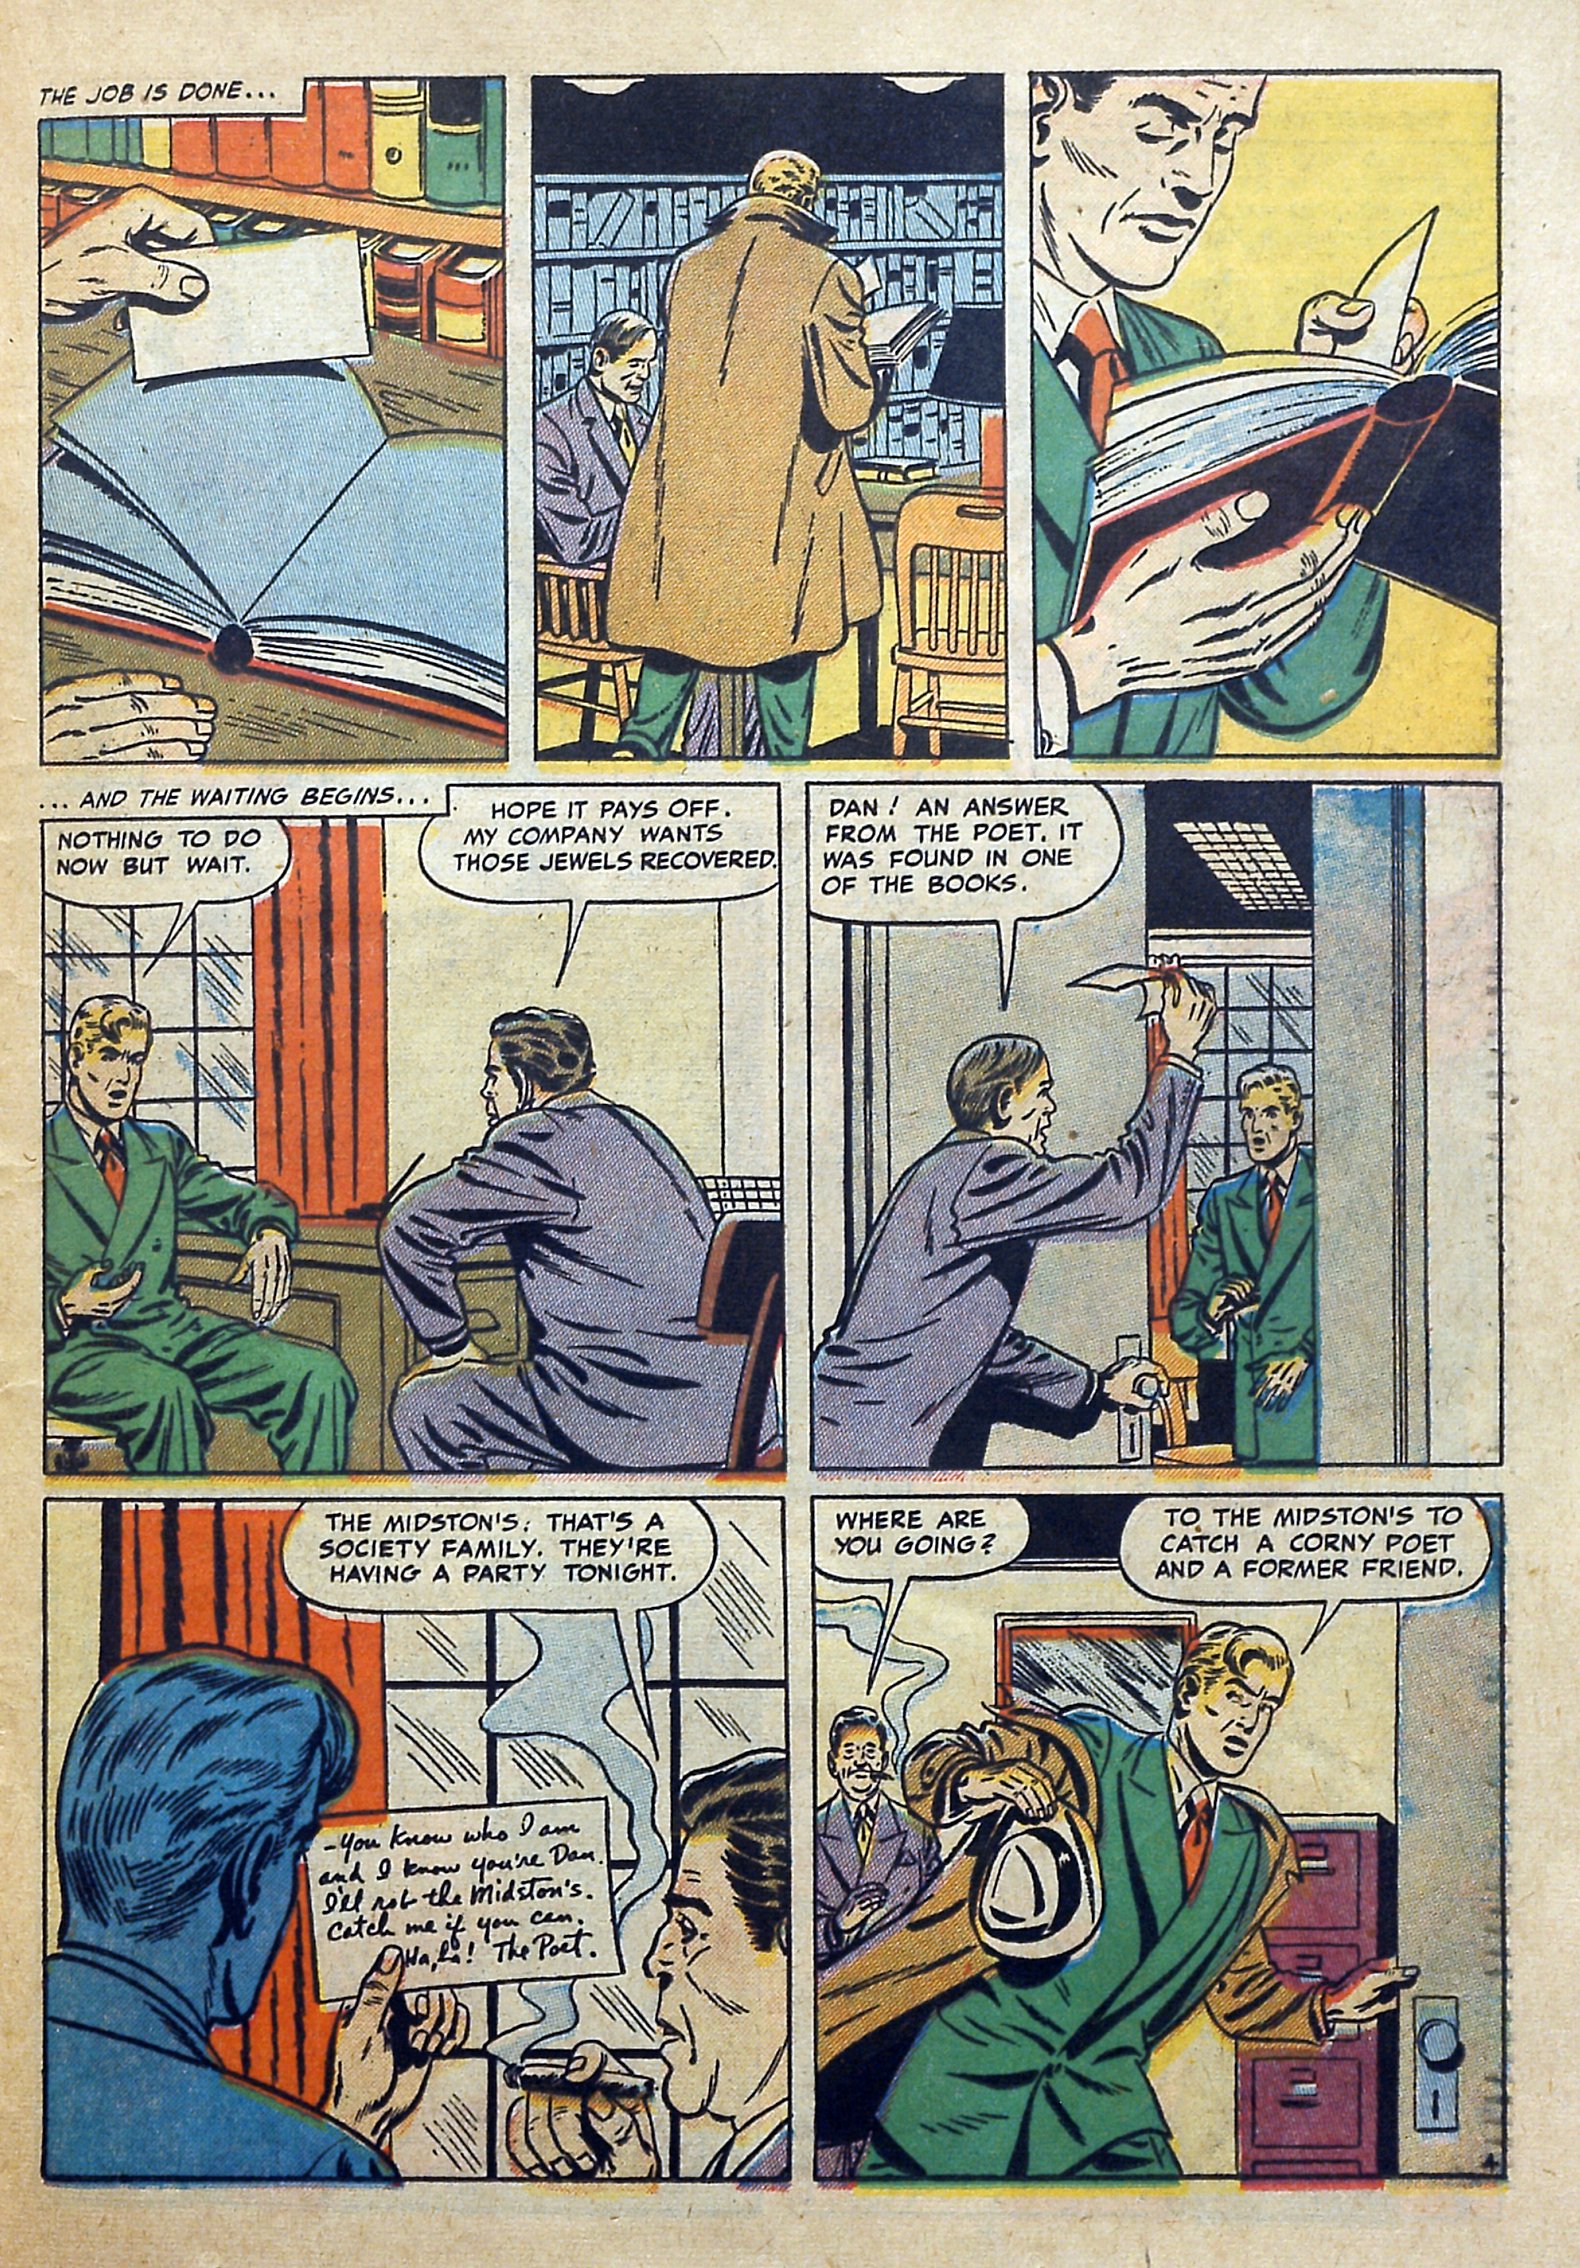 THE JOB IS DONE...
... AND THE WAITING BEGINS...
NOTHING TO DO
NOW BUT WAIT.
HOPE IT PAYS OFF.
MY COMPANY WANTS
THOSE JEWELS RECOVERED.
DAN! AN ANSWER
FROM THE POET. IT
WAS FOUND IN ONE
OF THE BOOKS.
THE MIDSTON'S: THAT'S A
SOCIETY FAMILY. THEY'RE
HAVING A PARTY TONIGHT.
-You know who I am
and I know you're Dan.
I'll rob the Midston's.
Catch me if you can.
Ha, ha! The Poet.
WHERE ARE
YOU GOING?
TO THE MIDSTON'S TO
CATCH A CORNY POET
AND A FORMER FRIEND.
4